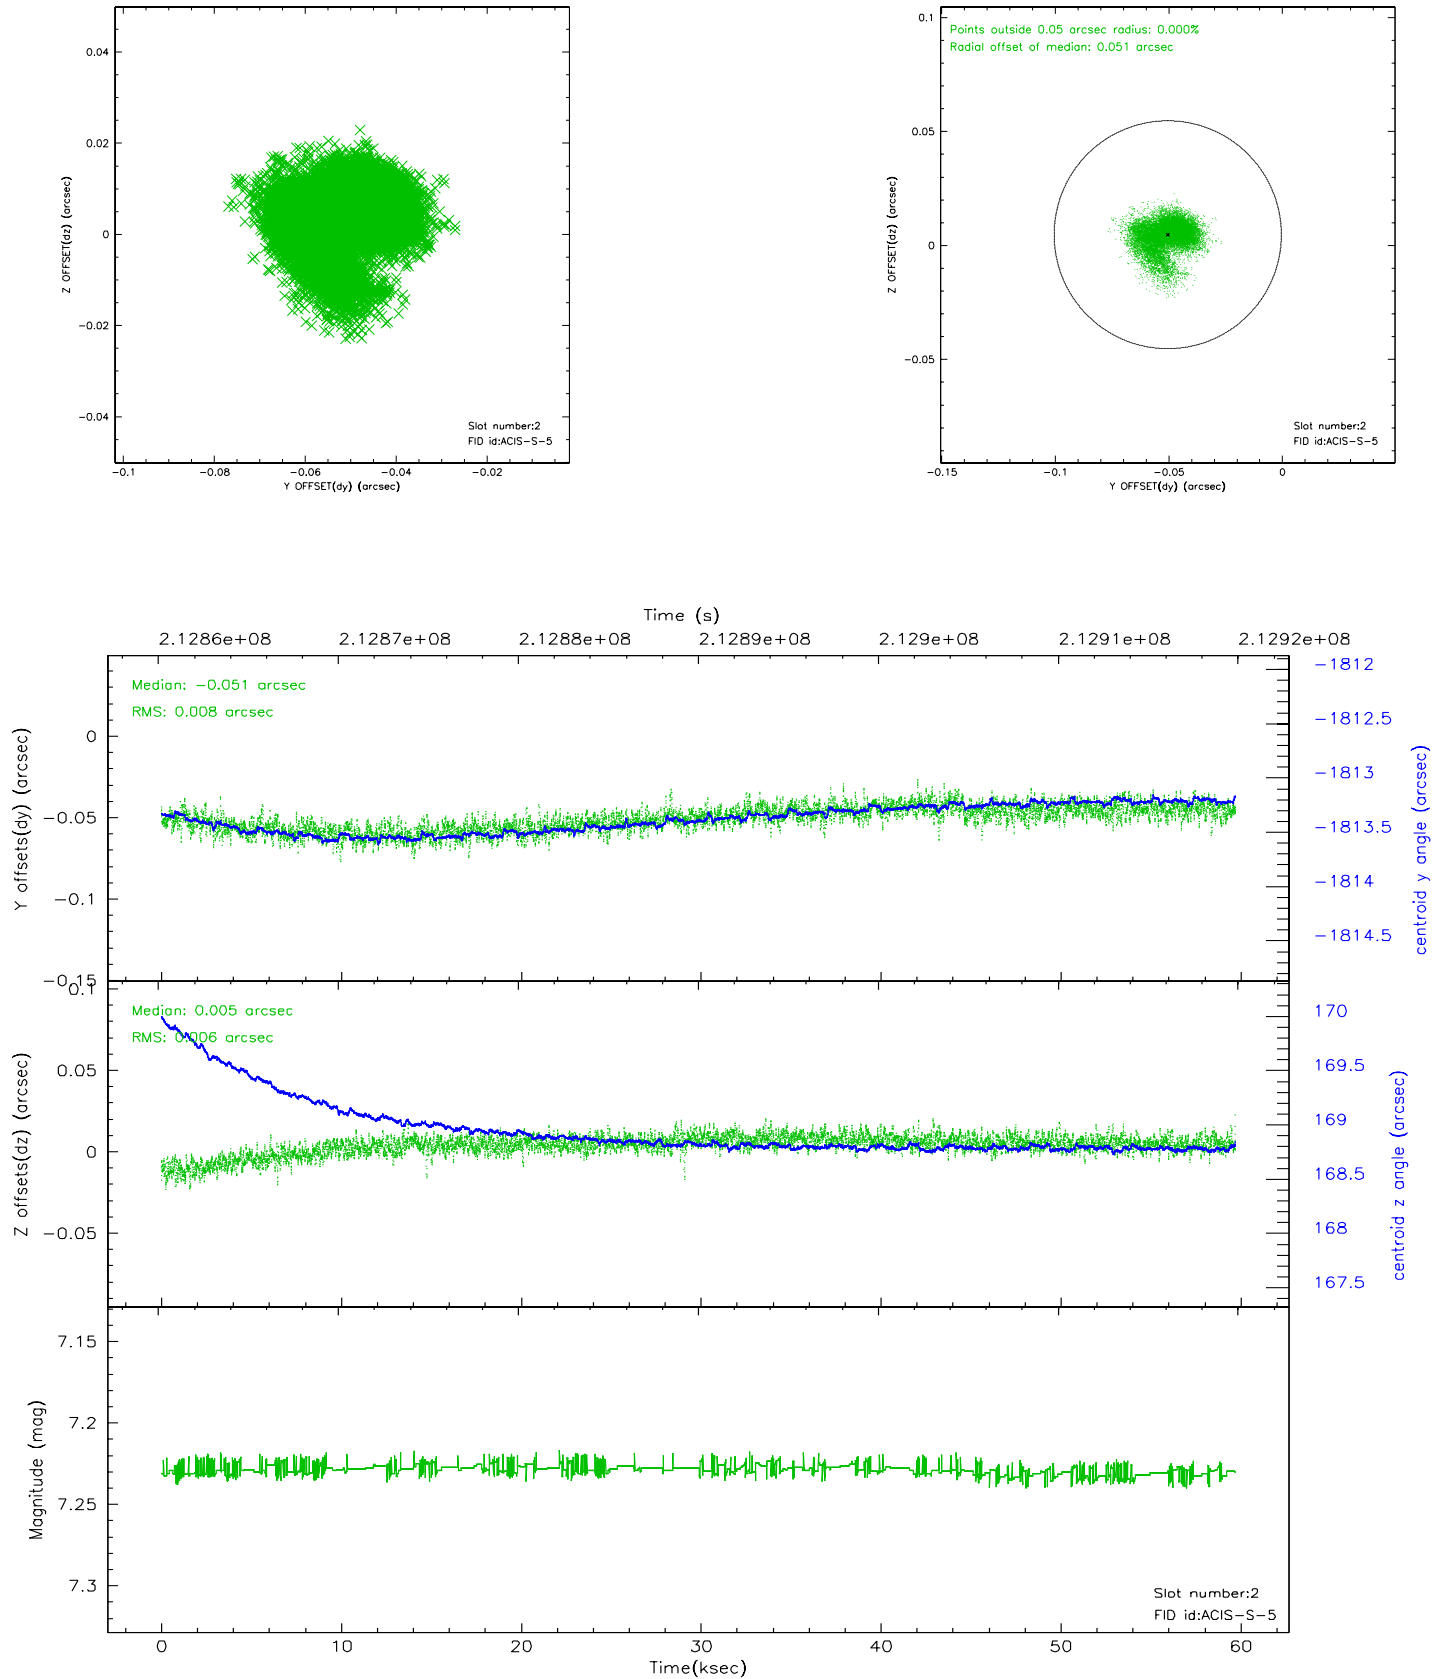 0.04
0.02
0
−0.02
−0.04
Z OFFSET(dz) (arcsec)
Slot number:2
FID id:ACIS−S−5
−0.1
−0.08
−0.06
−0.04
−0.02
Y OFFSET(dy) (arcsec)
Points outside 0.05 arcsec radius: 0.000%
Radial offset of median: 0.051 arcsec
0.1
0.05
0
−0.05
Z OFFSET(dz) (arcsec)
Slot number:2
FID id:ACIS−S−5
−0.15
−0.1
−0.05
0
Y OFFSET(dy) (arcsec)
Time (s)
2.1286e+08
2.1287e+08
2.1288e+08
2.1289e+08
2.129e+08
2.1291e+08
2.1292e+08
Median: −0.051 arcsec
RMS: 0.008 arcsec
0
−0.05
−0.1
−0.15
Y offsets(dy) (arcsec)
−1812
−1812.5
−1813
−1813.5
−1814
−1814.5
centroid y angle (arcsec)
Median: 0.005 arcsec
RMS: 0.006 arcsec
0.1
0.05
0
−0.05
Z offsets(dz) (arcsec)
170
169.5
169
168.5
168
167.5
centroid z angle (arcsec)
7.15
7.2
7.25
7.3
Magnitude (mag)
Slot number:2
FID id:ACIS−S−5
0
10
20
30
40
50
60
Time(ksec)